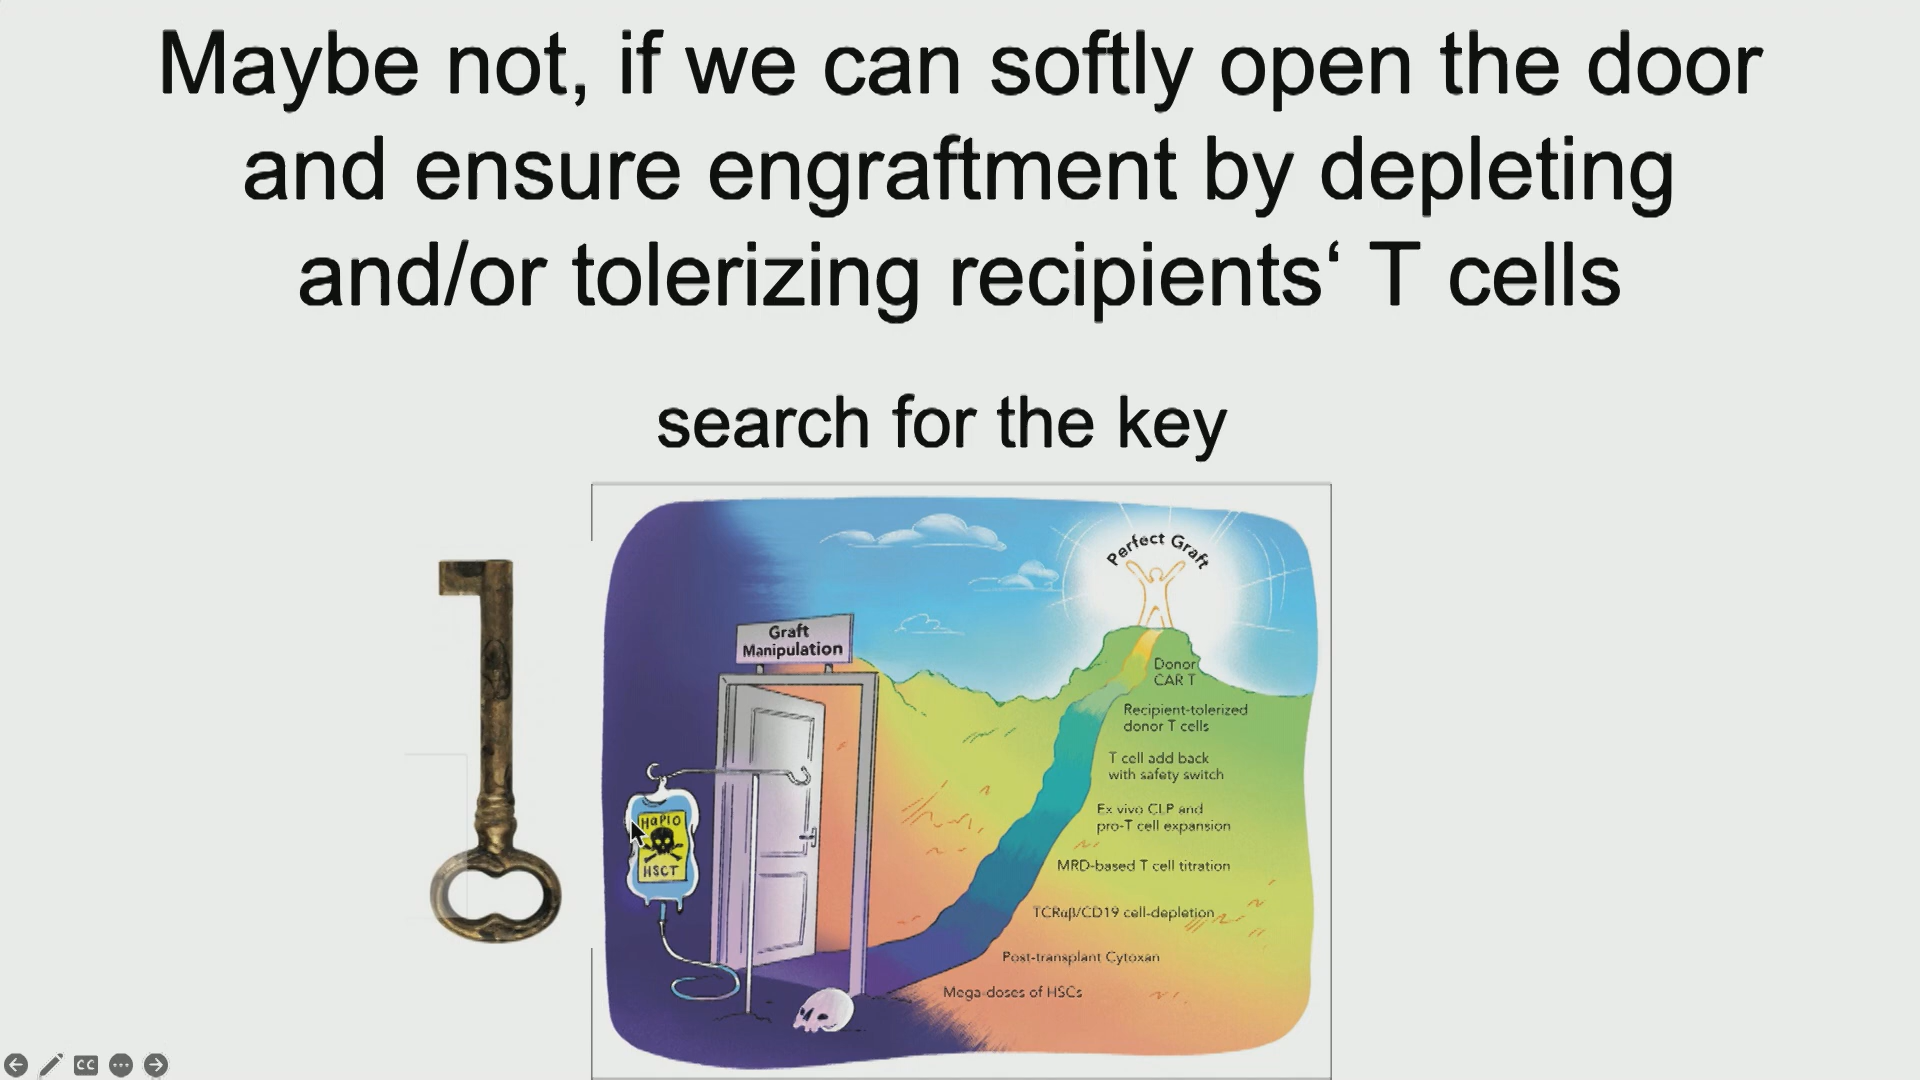 Maybe not, if we can softly open the door
and ensure engraftment by depleting
and/or tolerizing recipients‘ T cells
search for the key
Perfect Graft
Graft
Manipulation
Donor
CAR T
Recipient-tolerized
donor T cells
T cell add back
with safety switch
Ex vivo CLP and
pro-T cell expansion
MRD-based T cell titration
TCRαβ/CD19 cell-depletion
Post-transplant Cytoxan
Mega-doses of HSCs
HaPlO
HSCT
CC